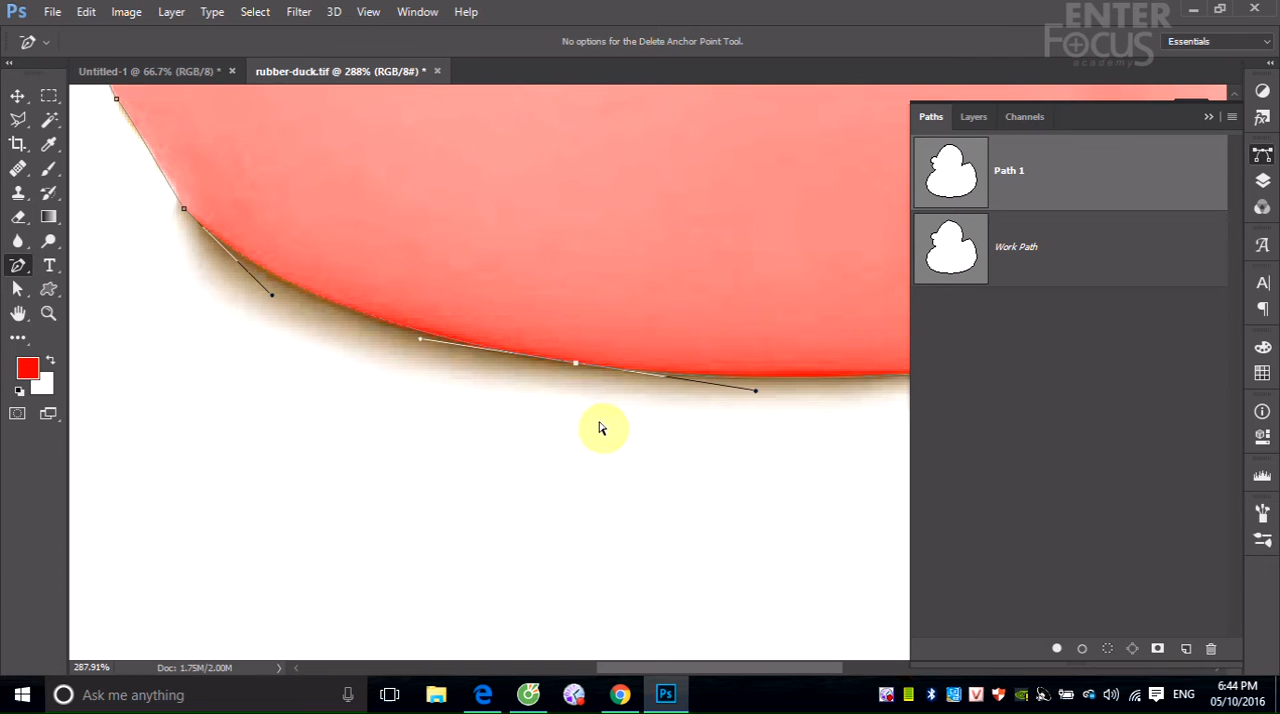 Ps File Edit Image Layer Type Select Filter 3D View Window Help
ENTER
FOCUS
academy
No options for the Delete Anchor Point Tool.
Essentials
Untitled-1 @ 66.7% (RGB/8) * ×
rubber-duck.tif @ 288% (RGB/8#) * ×
Paths Layers Channels
Path 1
Work Path
287.91% Doc: 1.75M/2.00M
Ask me anything
Ps
ENG
6:44 PM
05/10/2016